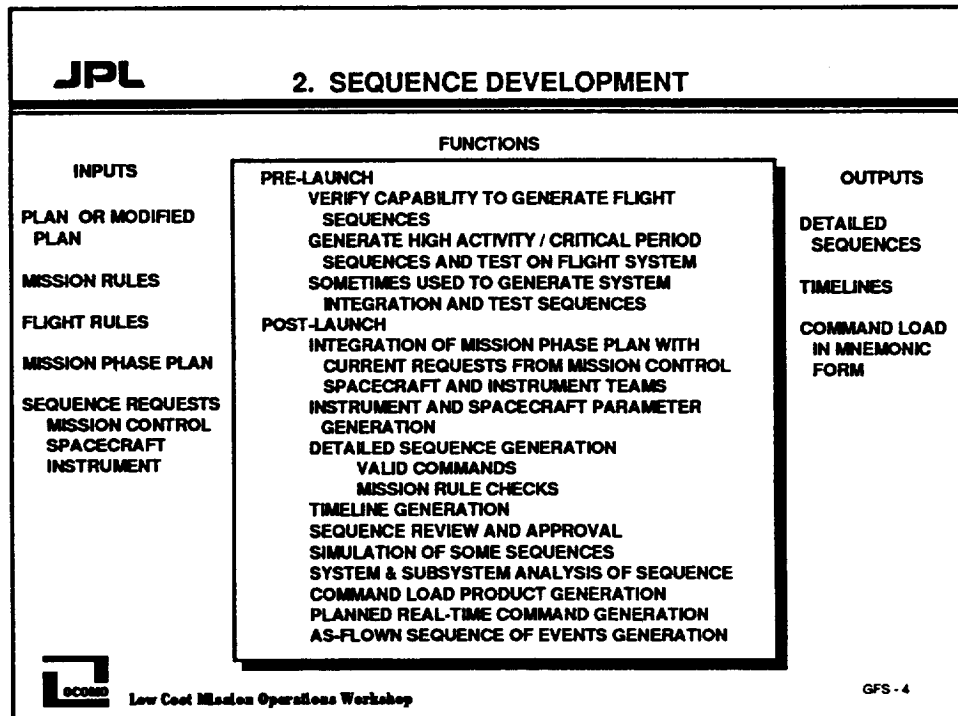 JPL
2. SEQUENCE DEVELOPMENT
FUNCTIONS
INPUTS
PLAN OR MODIFIED
PLAN
MISSION RULES
FLIGHT RULES
MISSION PHASE PLAN
SEQUENCE REQUESTS
MISSION CONTROL
SPACECRAFT
INSTRUMENT
PRE-LAUNCH
VERIFY CAPABILITY TO GENERATE FLIGHT
SEQUENCES
GENERATE HIGH ACTIVITY / CRITICAL PERIOD
SEQUENCES AND TEST ON FLIGHT SYSTEM
SOMETIMES USED TO GENERATE SYSTEM
INTEGRATION AND TEST SEQUENCES
POST-LAUNCH
INTEGRATION OF MISSION PHASE PLAN WITH
CURRENT REQUESTS FROM MISSION CONTROL
SPACECRAFT AND INSTRUMENT TEAMS
INSTRUMENT AND SPACECRAFT PARAMETER
GENERATION
DETAILED SEQUENCE GENERATION
VALID COMMANDS
MISSION RULE CHECKS
TIMELINE GENERATION
SEQUENCE REVIEW AND APPROVAL
SIMULATION OF SOME SEQUENCES
SYSTEM & SUBSYSTEM ANALYSIS OF SEQUENCE
COMMAND LOAD PRODUCT GENERATION
PLANNED REAL-TIME COMMAND GENERATION
AS-FLOWN SEQUENCE OF EVENTS GENERATION
OUTPUTS
DETAILED
SEQUENCES
TIMELINES
COMMAND LOAD
IN MNEMONIC
FORM
LOCOMO
Low Cost Mission Operations Workshop
GFS - 4